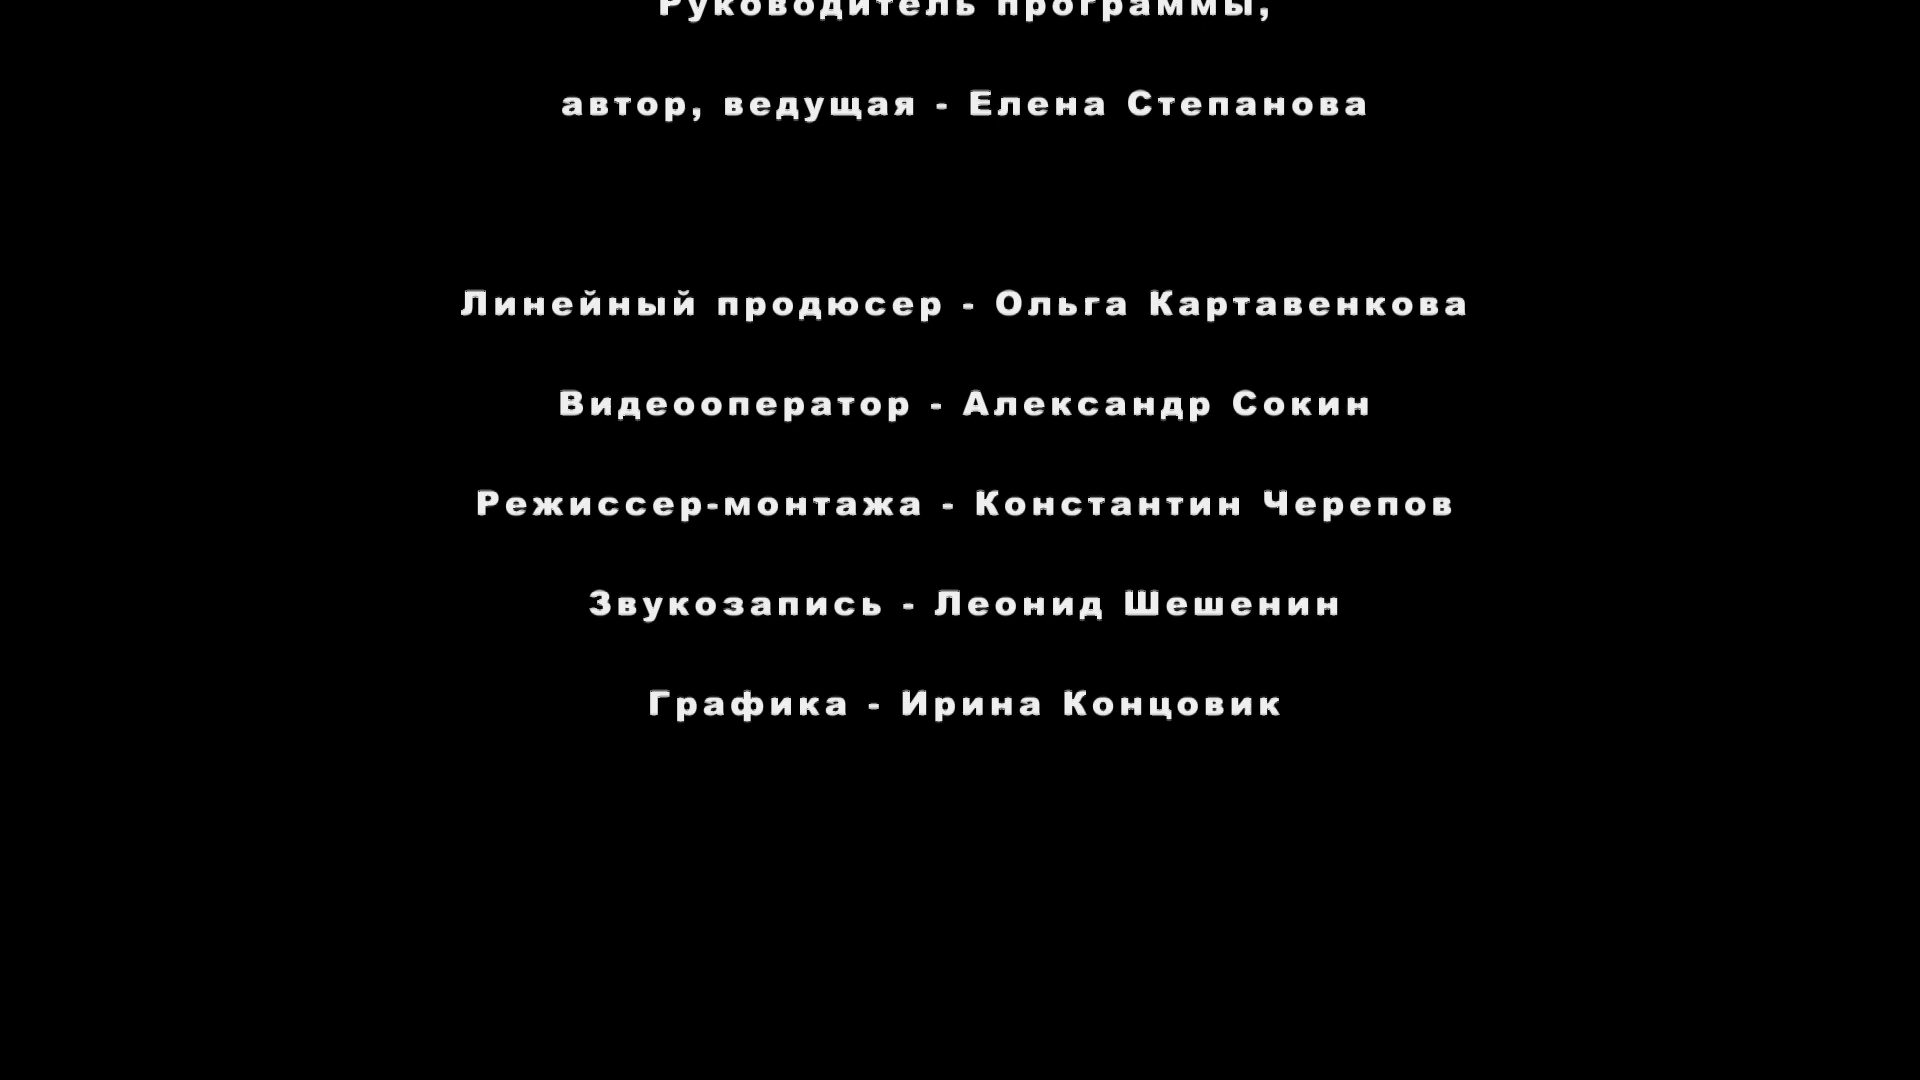 Руководитель программы,
автор, ведущая - Елена Степанова
Линейный продюсер - Ольга Картавенкова
Видеооператор - Александр Сокин
Режиссер-монтажа - Константин Черепов
Звукозапись - Леонид Шешенин
Графика - Ирина Концовик